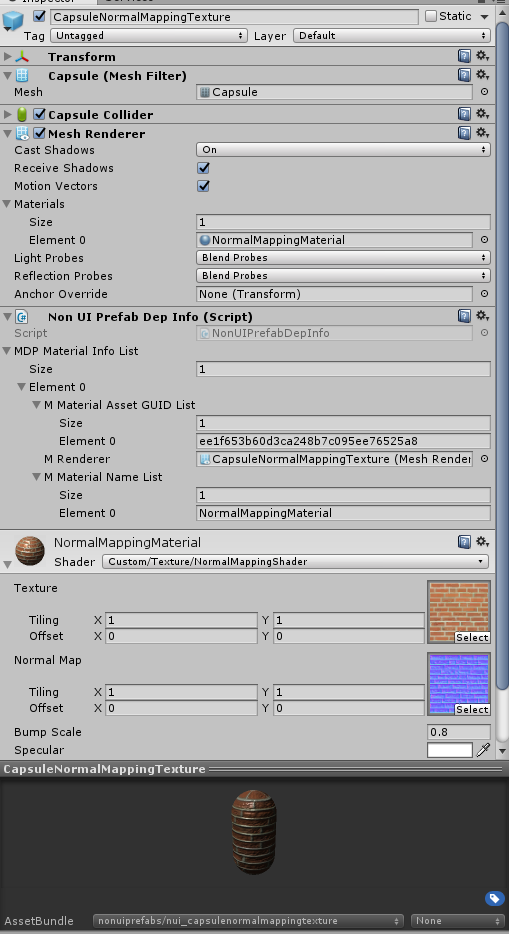 Inspector Services
CapsuleNormalMappingTexture Static
Tag Untagged Layer Default
Transform
Capsule (Mesh Filter)
Mesh Capsule
Capsule Collider
Mesh Renderer
Cast Shadows On
Receive Shadows
Motion Vectors
Materials
Size 1
Element 0 NormalMappingMaterial
Light Probes Blend Probes
Reflection Probes Blend Probes
Anchor Override None (Transform)
Non UI Prefab Dep Info (Script)
Script NonUIPrefabDepInfo
MDP Material Info List
Size 1
Element 0
M Material Asset GUID List
Size 1
Element 0 ee1f653b60d3ca248b7c095ee76525a8
M Renderer CapsuleNormalMappingTexture (Mesh Render
M Material Name List
Size 1
Element 0 NormalMappingMaterial
NormalMappingMaterial
Shader Custom/Texture/NormalMappingShader
Texture
Tiling X 1 Y 1
Offset X 0 Y 0
Select
Normal Map
Tiling X 1 Y 1
Offset X 0 Y 0
Select
Bump Scale 0.8
Specular
CapsuleNormalMappingTexture
AssetBundle nonuiprefabs/nui_capsulenormalmappingtexture None